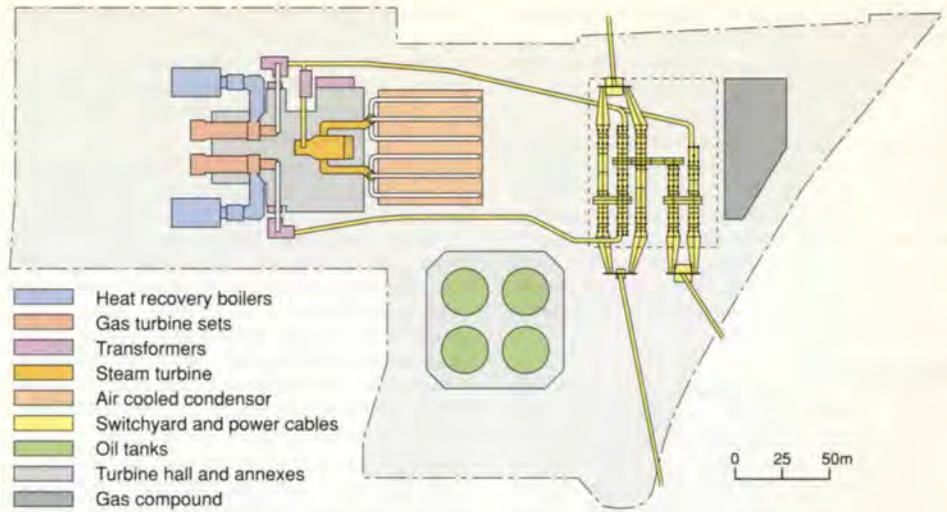 Heat recovery boilers
Gas turbine sets
Transformers
Steam turbine
Air cooled condensor
Switchyard and power cables
Oil tanks
Turbine hall and annexes
Gas compound
0 25 50m